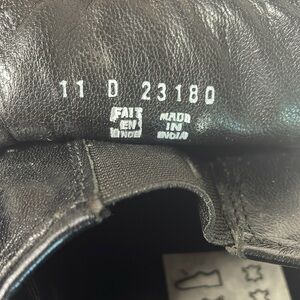 11 D 23180
FAIT MADE
EN IN
INDE INDIA